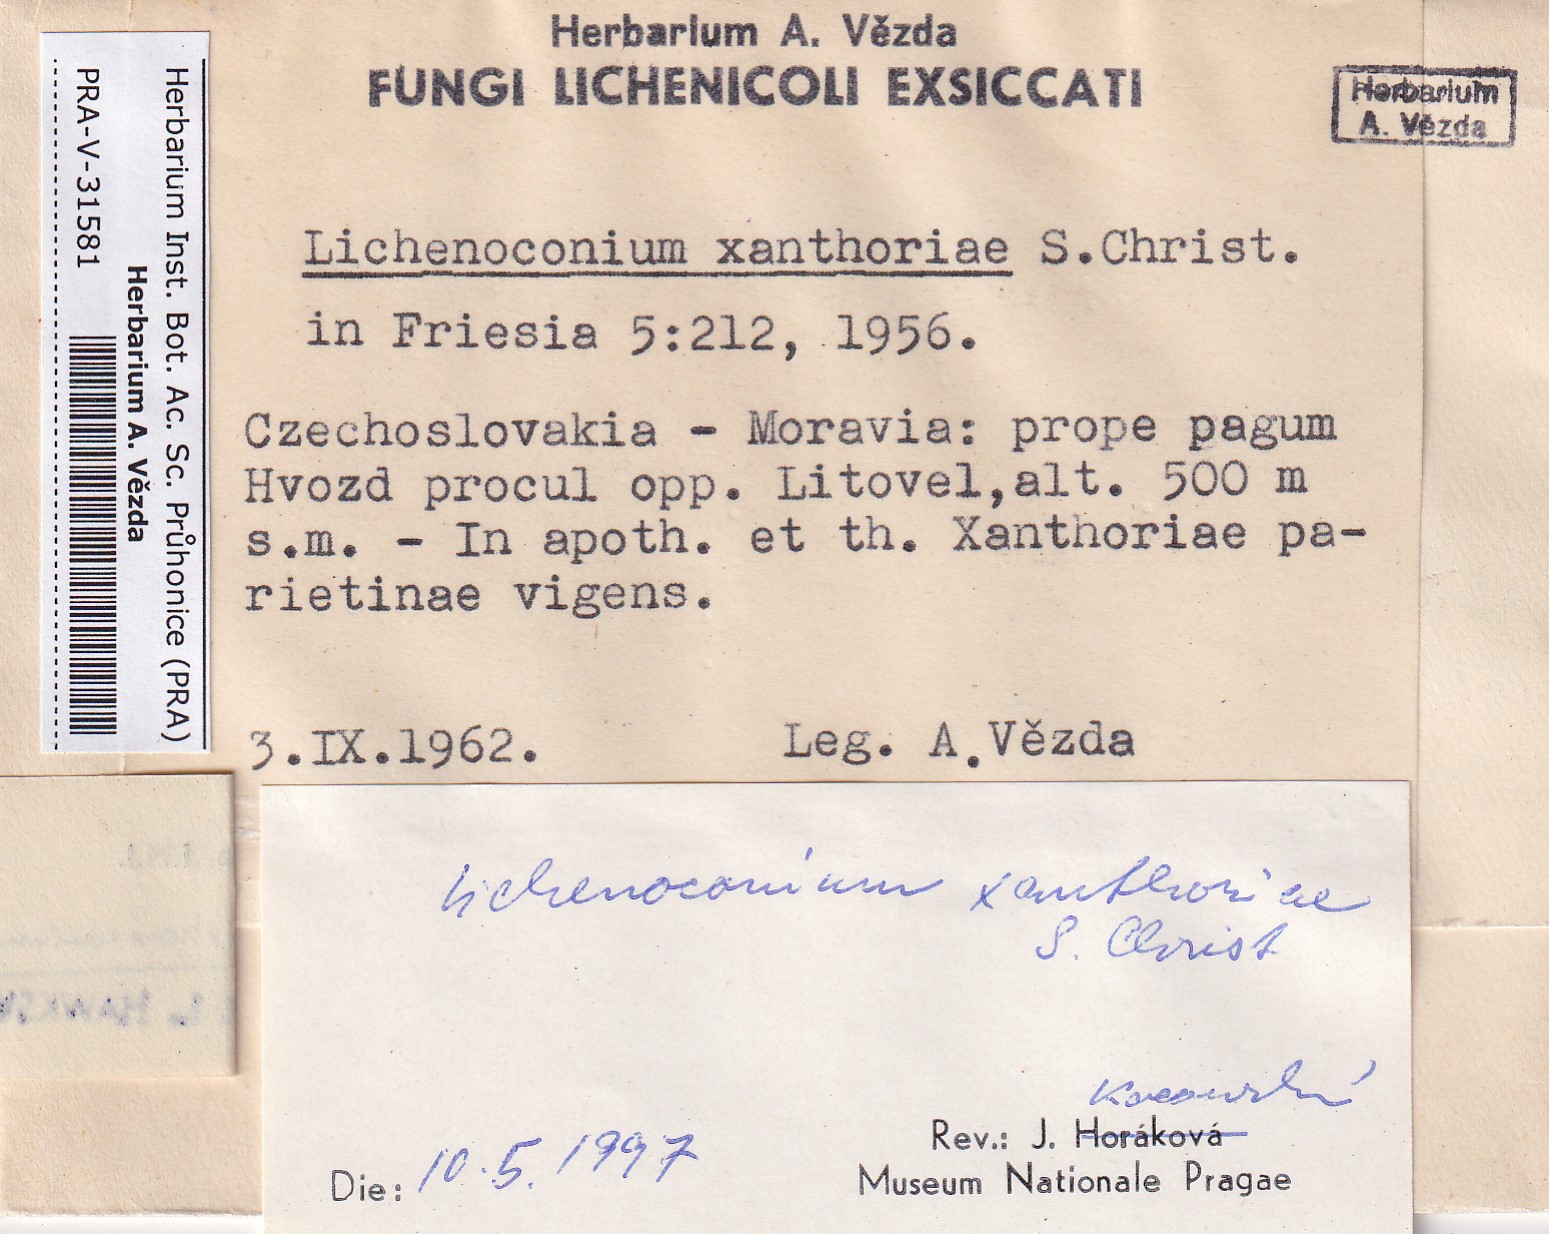 Herbarium A. Vězda
FUNGI LICHENICOLI EXSICCATI
Herbarium
A. Vězda
Herbarium Inst. Bot. Ac. Sc. Průhonice (PRA)
Herbarium A. Vězda
PRA-V-31581
Lichenoconium xanthoriae S.Christ.
in Friesia 5:212, 1956.
Czechoslovakia - Moravia: prope pagum
Hvozd procul opp. Litovel,alt. 500 m
s.m. - In apoth. et th. Xanthoriae pa-
rietinae vigens.
3.IX.1962. Leg. A.Vězda
Lichenoconium xanthoriae
S. Christ
Rev.: J. Horáková
Museum Nationale Pragae
Die: 10.5.1997